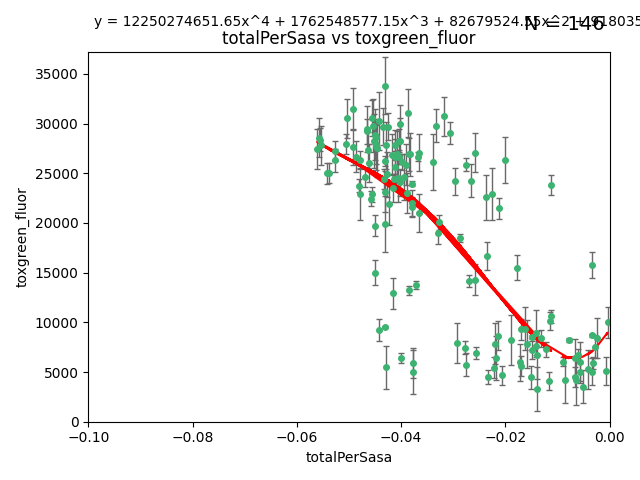 y = 12250274651.65x^4 + 1762548577.15x^3 + 82679524.
N = 146
totalPerSasa vs toxgreen_fluor
35000
30000
25000
20000
15000
10000
5000
0
toxgreen_fluor
−0.10
−0.08
−0.06
−0.04
−0.02
0.00
totalPerSasa